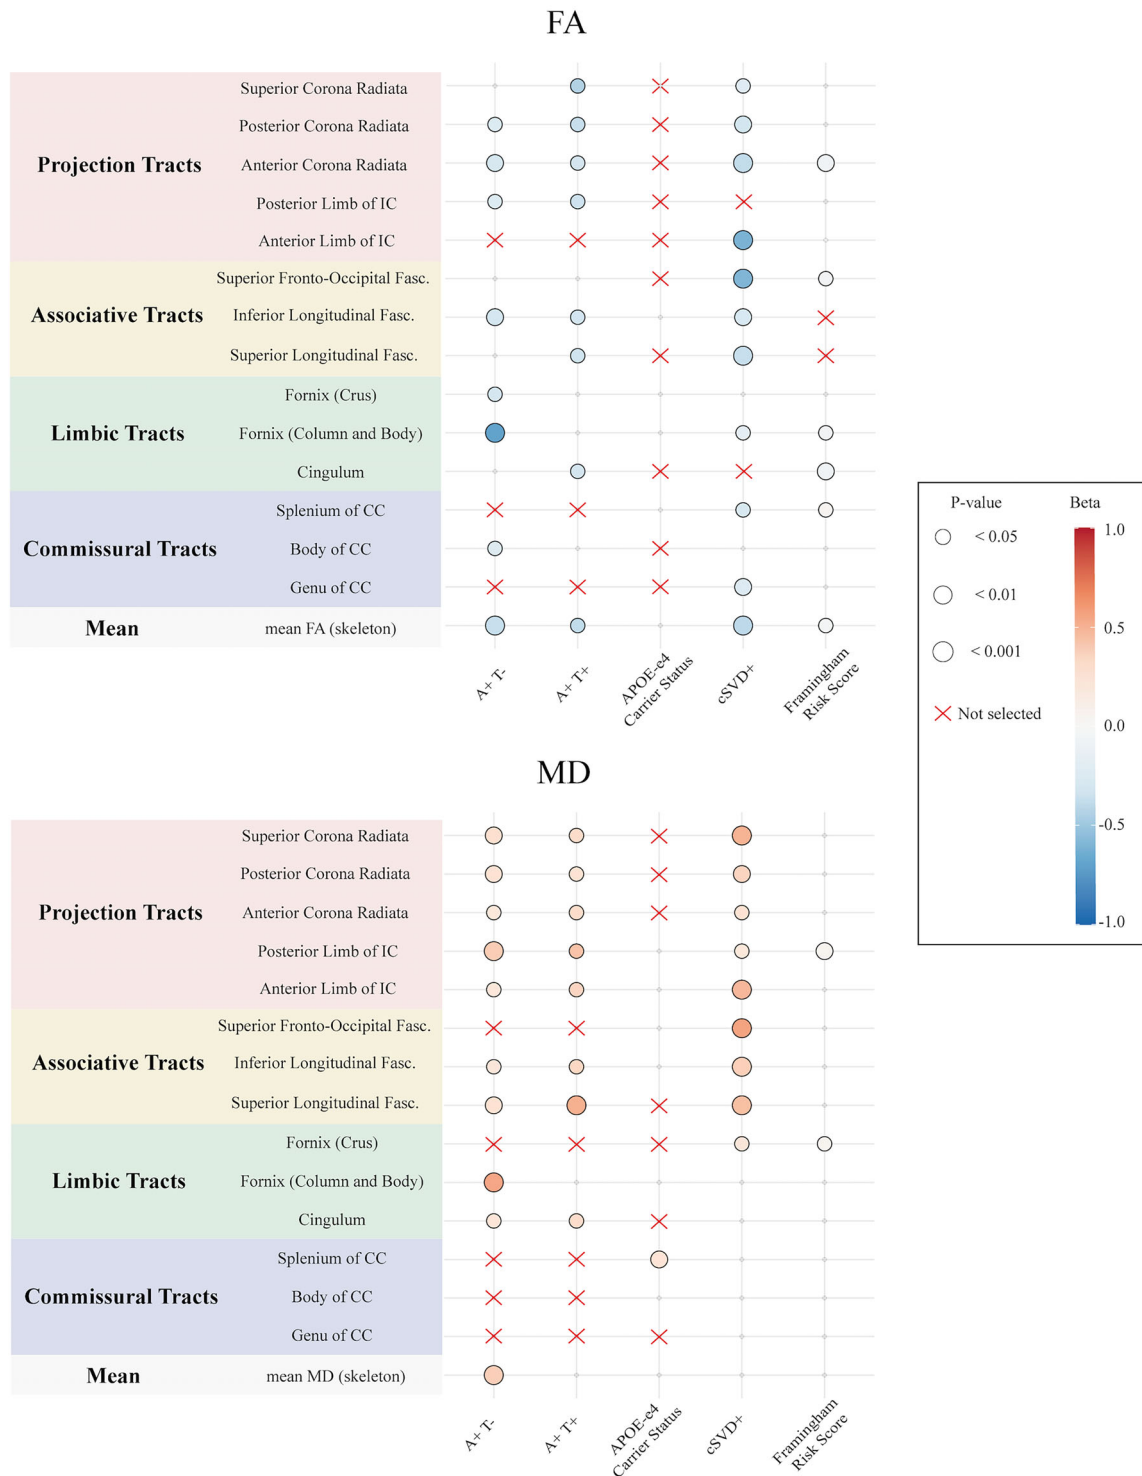 FA
Projection Tracts
Superior Corona Radiata
Posterior Corona Radiata
Anterior Corona Radiata
Posterior Limb of IC
Anterior Limb of IC
Associative Tracts
Superior Fronto-Occipital Fasc.
Inferior Longitudinal Fasc.
Superior Longitudinal Fasc.
Limbic Tracts
Fornix (Crus)
Fornix (Column and Body)
Cingulum
Commissural Tracts
Splenium of CC
Body of CC
Genu of CC
Mean
mean FA (skeleton)
A+ T-
A+ T+
APOE-e4
Carrier Status
cSVD+
Framingham
Risk Score
P-value
< 0.05
< 0.01
< 0.001
Not selected
Beta
1.0
0.5
0.0
-0.5
-1.0
MD
Projection Tracts
Superior Corona Radiata
Posterior Corona Radiata
Anterior Corona Radiata
Posterior Limb of IC
Anterior Limb of IC
Associative Tracts
Superior Fronto-Occipital Fasc.
Inferior Longitudinal Fasc.
Superior Longitudinal Fasc.
Limbic Tracts
Fornix (Crus)
Fornix (Column and Body)
Cingulum
Commissural Tracts
Splenium of CC
Body of CC
Genu of CC
Mean
mean MD (skeleton)
A+ T-
A+ T+
APOE-e4
Carrier Status
cSVD+
Framingham
Risk Score